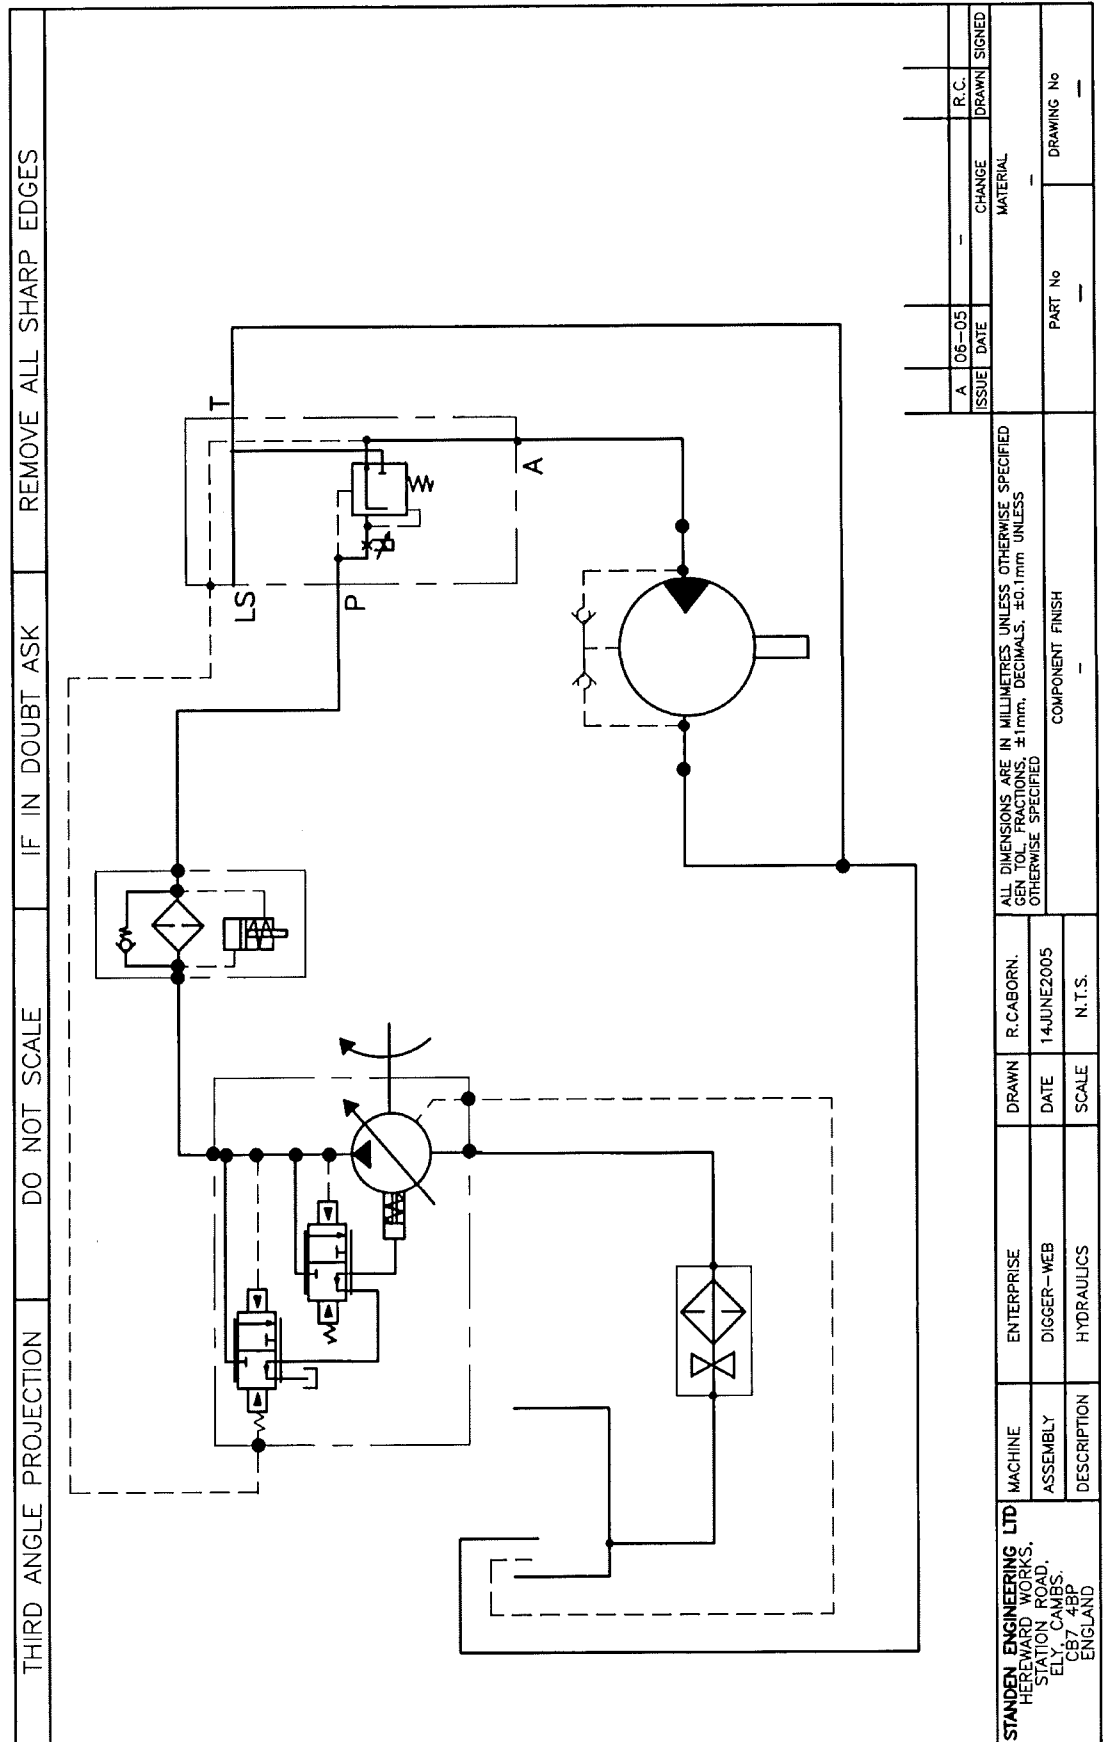 THIRD ANGLE PROJECTION
DO NOT SCALE
IF IN DOUBT ASK
REMOVE ALL SHARP EDGES
LS
T
P
A
STANDEN ENGINEERING LTD
HEREWARD WORKS,
STATION ROAD,
ELY, CAMBS.
CB7 4BP
ENGLAND
MACHINE
ENTERPRISE
ASSEMBLY
DIGGER-WEB
DESCRIPTION
HYDRAULICS
DRAWN
R.CABORN.
DATE
14JUNE2005
SCALE
N.T.S.
ALL DIMENSIONS ARE IN MILLIMETRES UNLESS OTHERWISE SPECIFIED
GEN TOL, FRACTIONS, ±1mm, DECIMALS, ±0.1mm UNLESS
OTHERWISE SPECIFIED
COMPONENT FINISH
-
A
06-05
-
R.C.
ISSUE
DATE
CHANGE
DRAWN
SIGNED
MATERIAL
-
PART No
-
DRAWING No
-